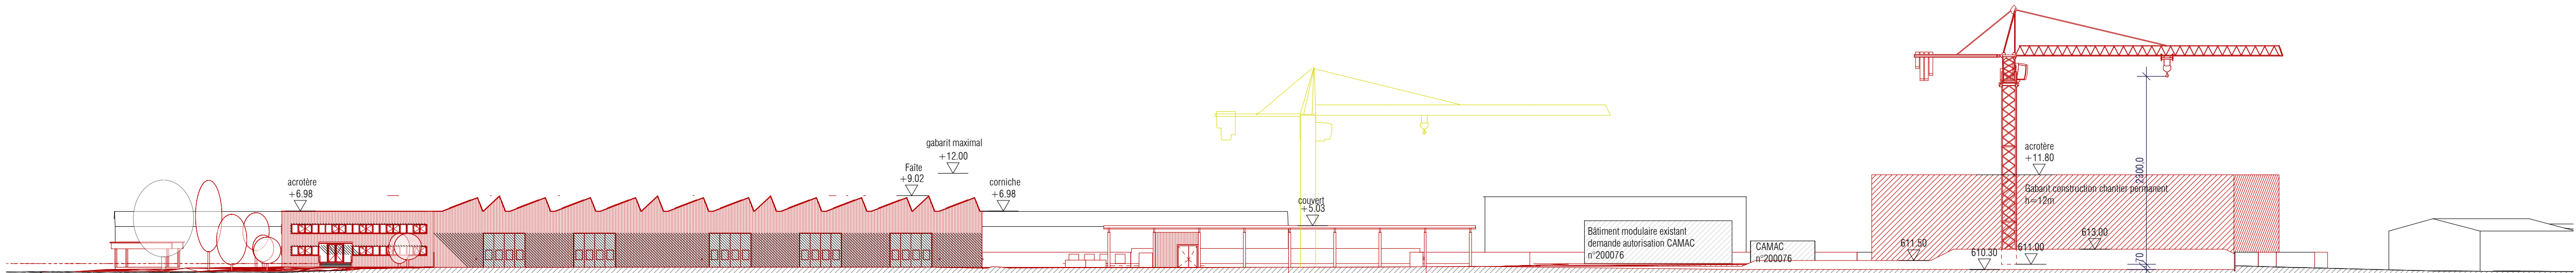 acrotère
+6.98
Faîte
+9.02
gabarit maximal
+12.00
corniche
+6.98
couvert
+5.03
Bâtiment modulaire existant
demande autorisation CAMAC
n°200076
CAMAC
n°200076
611.50
610.30
611.00
613.00
acrotère
+11.80
Gabarit construction chantier permanent
h=12m
2300.0
70